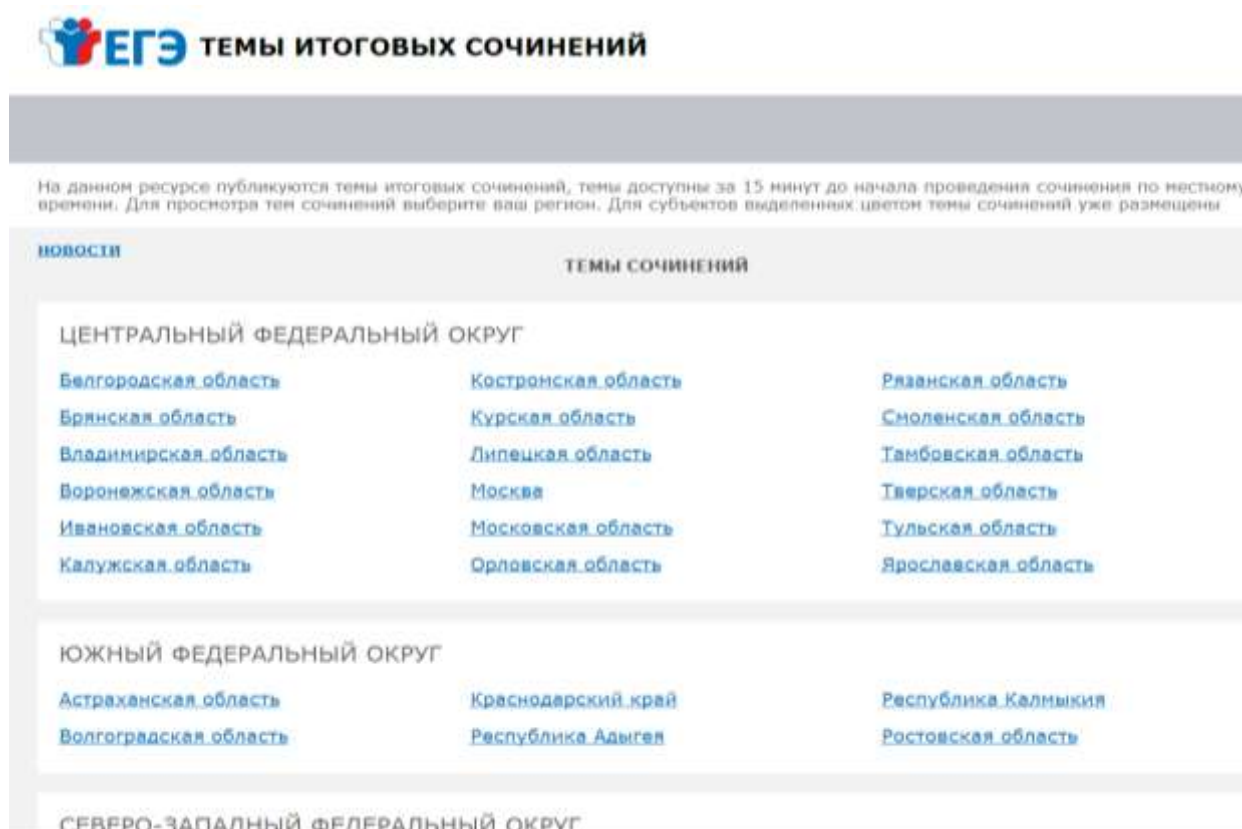 ЕГЭ ТЕМЫ ИТОГОВЫХ СОЧИНЕНИЙ
На данном ресурсе публикуются темы итоговых сочинений, темы доступны за 15 минут до начала проведения сочинения по местному
времени. Для просмотра тем сочинений выберите ваш регион. Для субъектов выделенных цветом темы сочинений уже размещены
НОВОСТИ
ТЕМЫ СОЧИНЕНИЙ
ЦЕНТРАЛЬНЫЙ ФЕДЕРАЛЬНЫЙ ОКРУГ
Белгородская область Костромская область Рязанская область
Брянская область Курская область Смоленская область
Владимирская область Липецкая область Тамбовская область
Воронежская область Москва Тверская область
Ивановская область Московская область Тульская область
Калужская область Орловская область Ярославская область
ЮЖНЫЙ ФЕДЕРАЛЬНЫЙ ОКРУГ
Астраханская область Краснодарский край Республика Калмыкия
Волгоградская область Республика Адыгея Ростовская область
СЕВЕРО-ЗАПАДНЫЙ ФЕДЕРАЛЬНЫЙ ОКРУГ